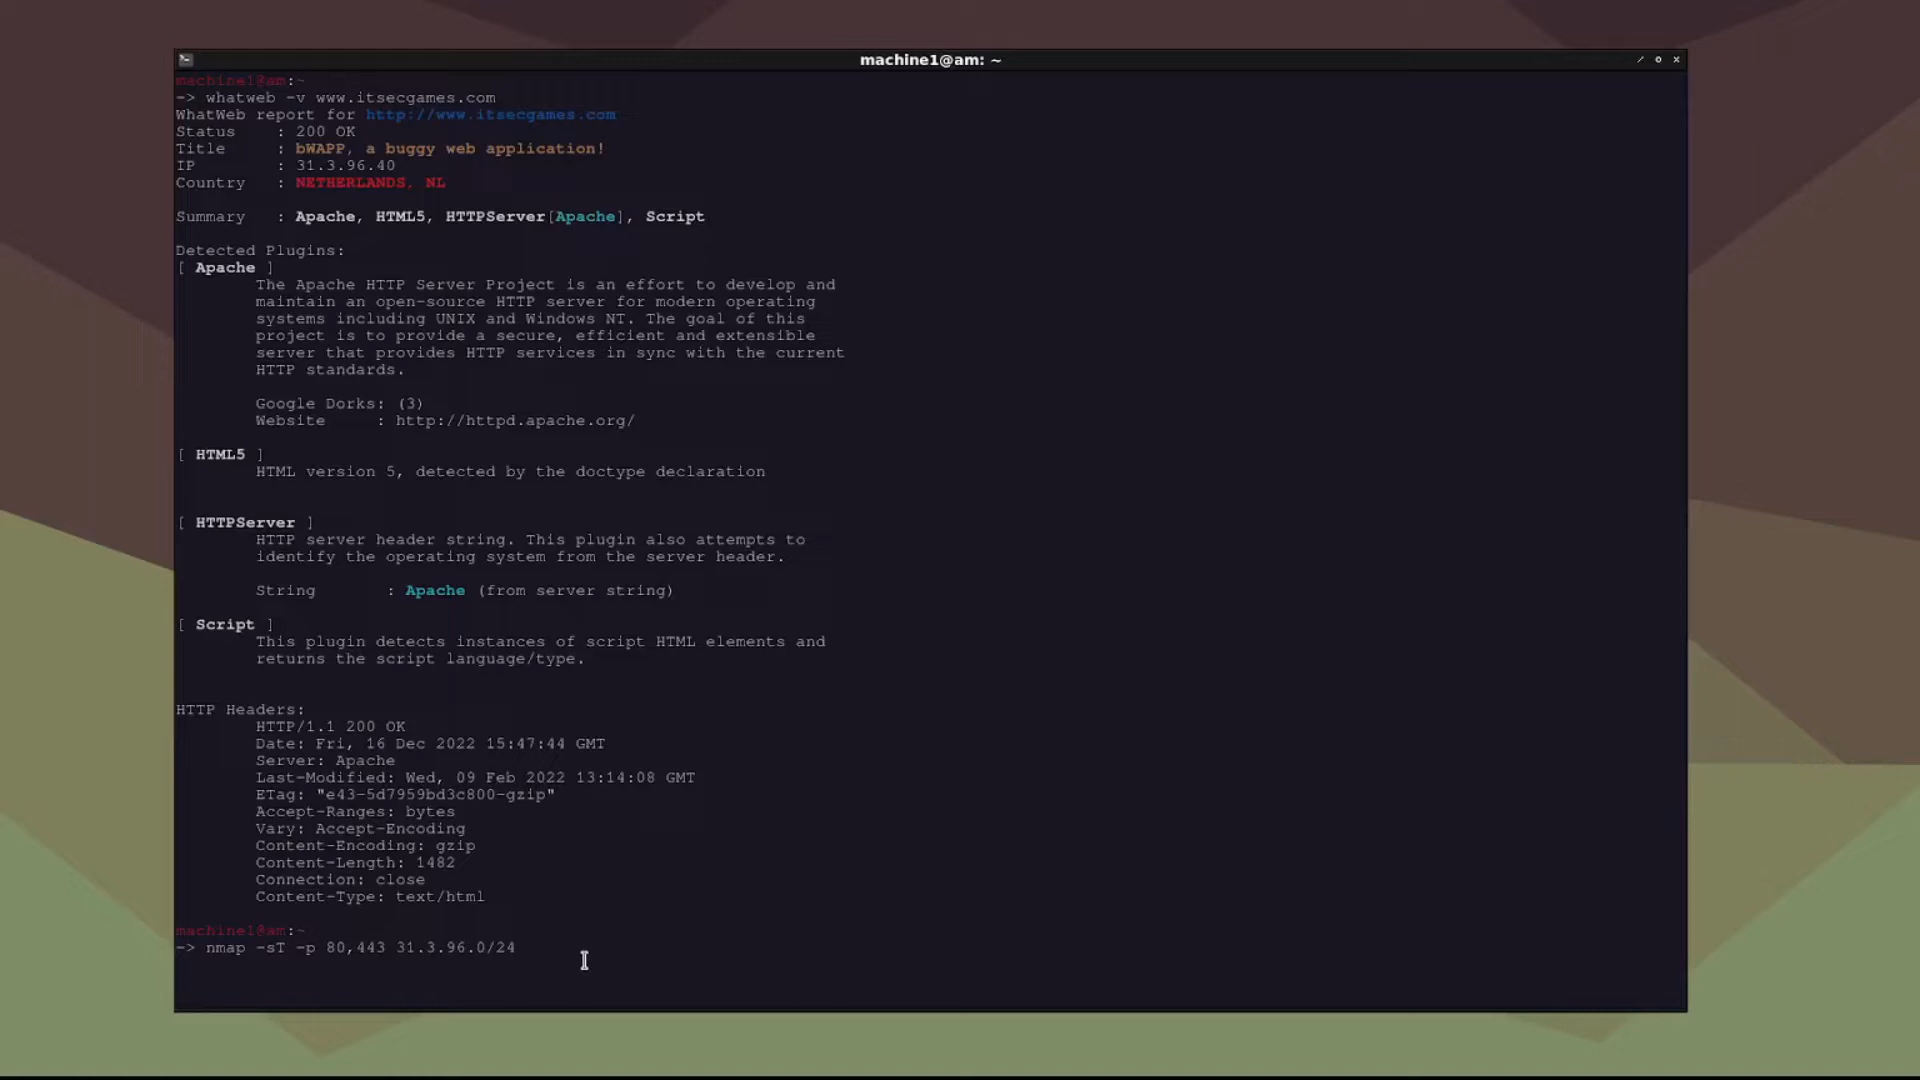 machine1@am: ~
machine1@am:~
-> whatweb -v www.itsecgames.com
WhatWeb report for http://www.itsecgames.com
Status    : 200 OK
Title     : bWAPP, a buggy web application!
IP        : 31.3.96.40
Country   : NETHERLANDS, NL
Summary   : Apache, HTML5, HTTPServer[Apache], Script
Detected Plugins:
[ Apache ]
The Apache HTTP Server Project is an effort to develop and
maintain an open-source HTTP server for modern operating
systems including UNIX and Windows NT. The goal of this
project is to provide a secure, efficient and extensible
server that provides HTTP services in sync with the current
HTTP standards.
Google Dorks: (3)
Website     : http://httpd.apache.org/
[ HTML5 ]
HTML version 5, detected by the doctype declaration
[ HTTPServer ]
HTTP server header string. This plugin also attempts to
identify the operating system from the server header.
String       : Apache (from server string)
[ Script ]
This plugin detects instances of script HTML elements and
returns the script language/type.
HTTP Headers:
HTTP/1.1 200 OK
Date: Fri, 16 Dec 2022 15:47:44 GMT
Server: Apache
Last-Modified: Wed, 09 Feb 2022 13:14:08 GMT
ETag: "e43-5d7959bd3c800-gzip"
Accept-Ranges: bytes
Vary: Accept-Encoding
Content-Encoding: gzip
Content-Length: 1482
Connection: close
Content-Type: text/html
machine1@am:~
-> nmap -sT -p 80,443 31.3.96.0/24